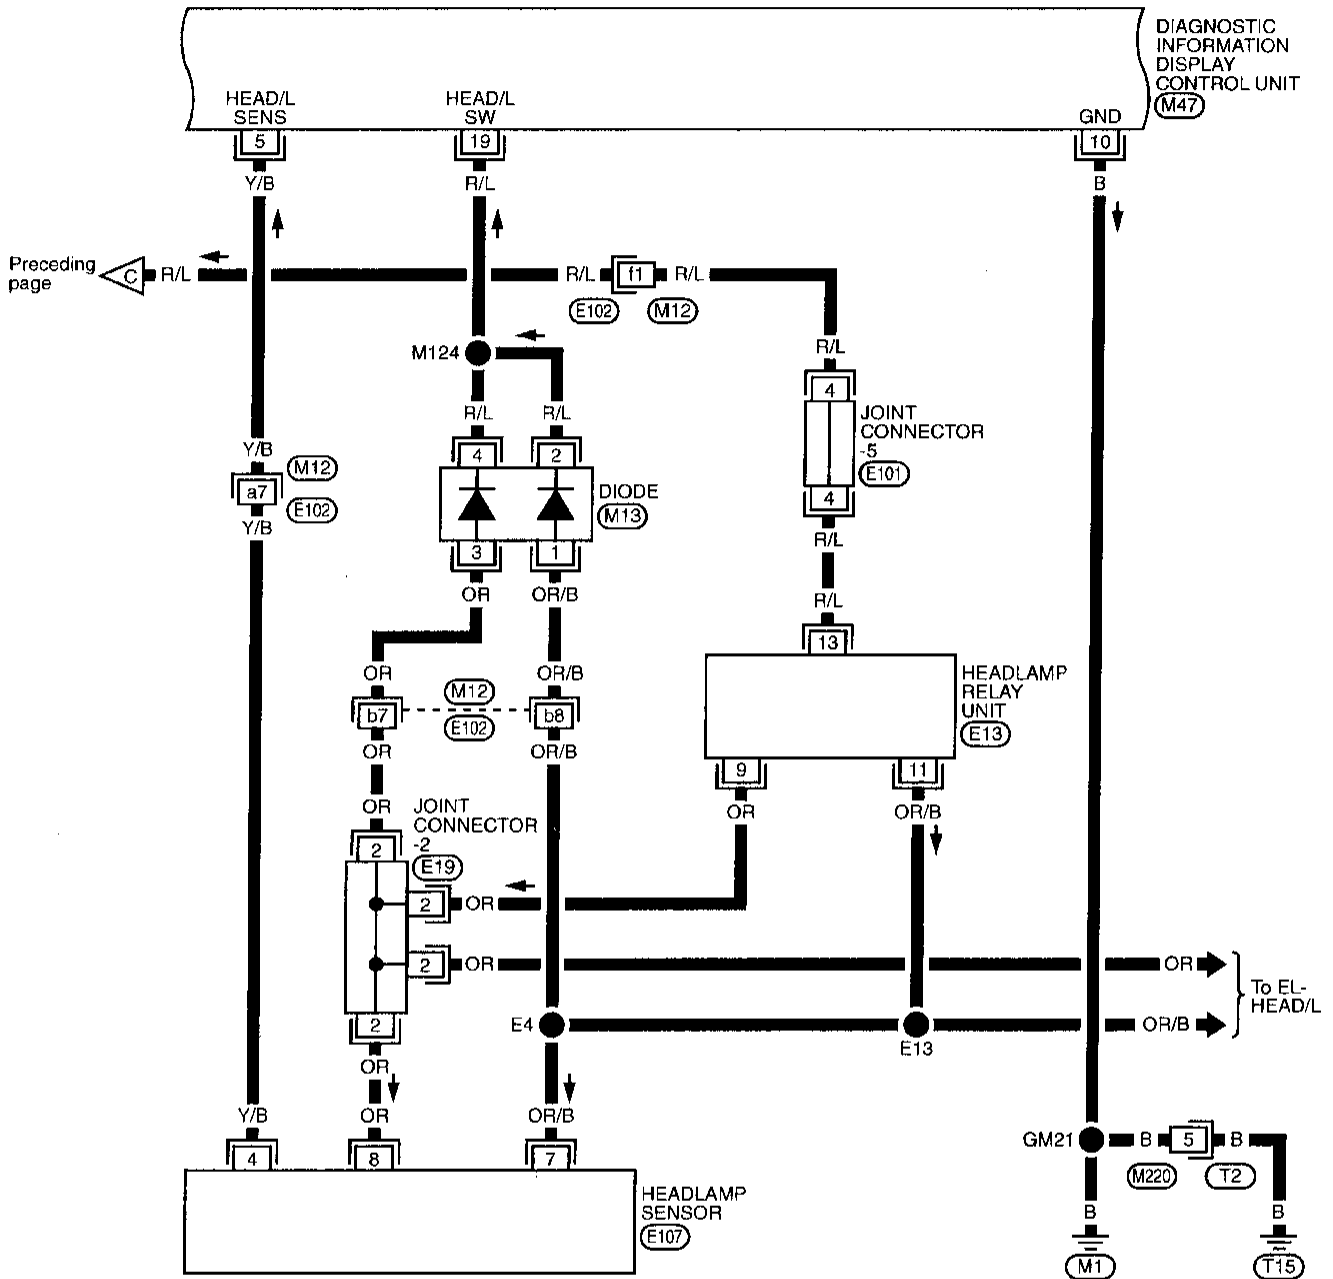 DIAGNOSTIC
INFORMATION
DISPLAY
CONTROL UNIT
M47
HEAD/L
SENS
HEAD/L
SW
GND
5
19
10
Y/B
R/L
B
Preceding
page
C
R/L
R/L
f1
R/L
E102
M12
M124
R/L
R/L
R/L
4
JOINT
CONNECTOR
-5
E101
4
Y/B
M12
a7
E102
Y/B
4
2
DIODE
M13
3
1
R/L
OR
OR/B
R/L
13
HEADLAMP
RELAY
UNIT
E13
OR
OR/B
M12
b7
b8
E102
OR
OR/B
9
11
OR
OR/B
OR
JOINT
CONNECTOR
-2
E19
2
2
OR
2
OR
OR
To EL-
HEAD/L
2
E4
E13
OR/B
OR
Y/B
OR
OR/B
4
8
7
HEADLAMP
SENSOR
E107
GM21
B
5
B
M220
T2
B
B
M1
T15